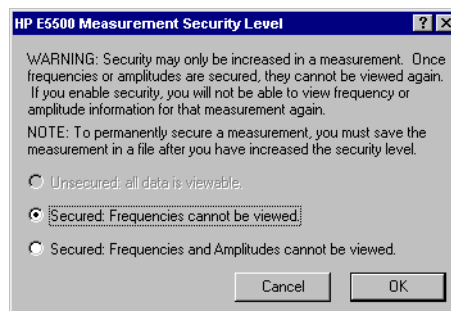 HP E5500 Measurement Security Level
WARNING: Security may only be increased in a measurement. Once
frequencies or amplitudes are secured, they cannot be viewed again.
If you enable security, you will not be able to view frequency or
amplitude information for that measurement again.
NOTE: To permanently secure a measurement, you must save the
measurement in a file after you have increased the security level.
Unsecured: all data is viewable.
Secured: Frequencies cannot be viewed.
Secured: Frequencies and Amplitudes cannot be viewed.
Cancel OK